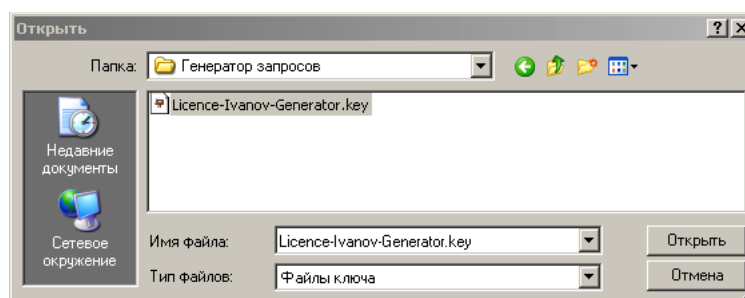 Открыть
Папка: Генератор запросов
Licence-Ivanov-Generator.key
Недавние
документы
Сетевое
окружение
Имя файла: Licence-Ivanov-Generator.key Открыть
Тип файлов: Файлы ключа Отмена